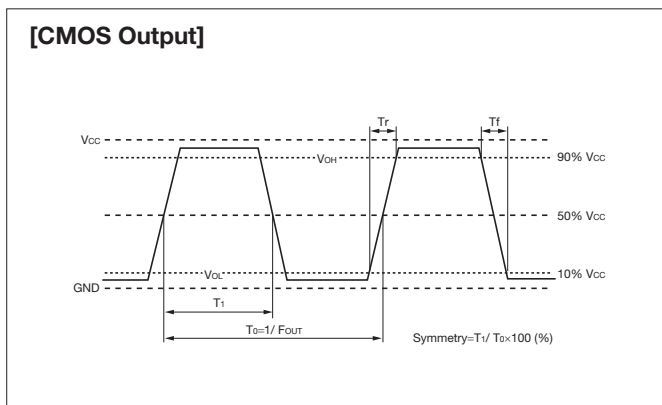 [CMOS Output]
Tr
Tf
VCC
VOH
90% VCC
50% VCC
VOL
10% VCC
GND
T1
T0=1/ FOUT
Symmetry=T1/ T0×100 (%)